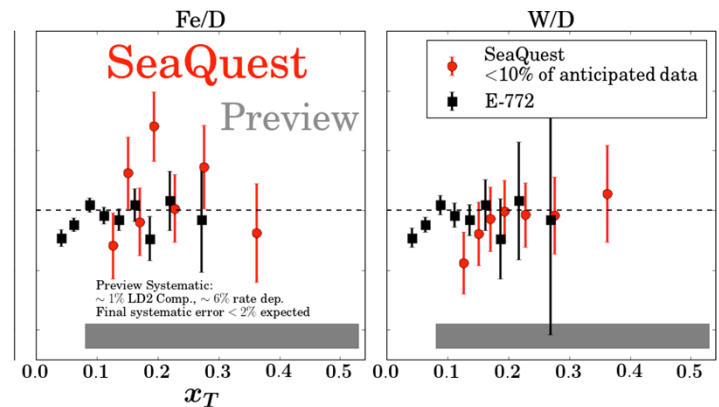 Fe/D
W/D
SeaQuest
Preview
SeaQuest
<10% of anticipated data
E-772
Preview Systematic:
~ 1% LD2 Comp., ~ 6% rate dep.
Final systematic error < 2% expected
0.0 0.1 0.2 0.3 0.4 0.5
0.0 0.1 0.2 0.3 0.4 0.5
x_T